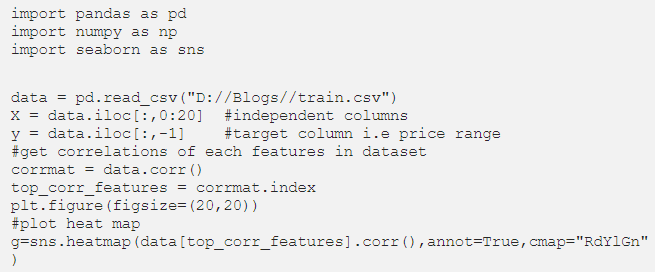 import pandas as pd
import numpy as np
import seaborn as sns
data = pd.read_csv("D://Blogs//train.csv")
X = data.iloc[:,0:20]  #independent columns
y = data.iloc[:,-1]    #target column i.e price range
#get correlations of each features in dataset
corrmat = data.corr()
top_corr_features = corrmat.index
plt.figure(figsize=(20,20))
#plot heat map
g=sns.heatmap(data[top_corr_features].corr(),annot=True,cmap="RdYlGn"
)